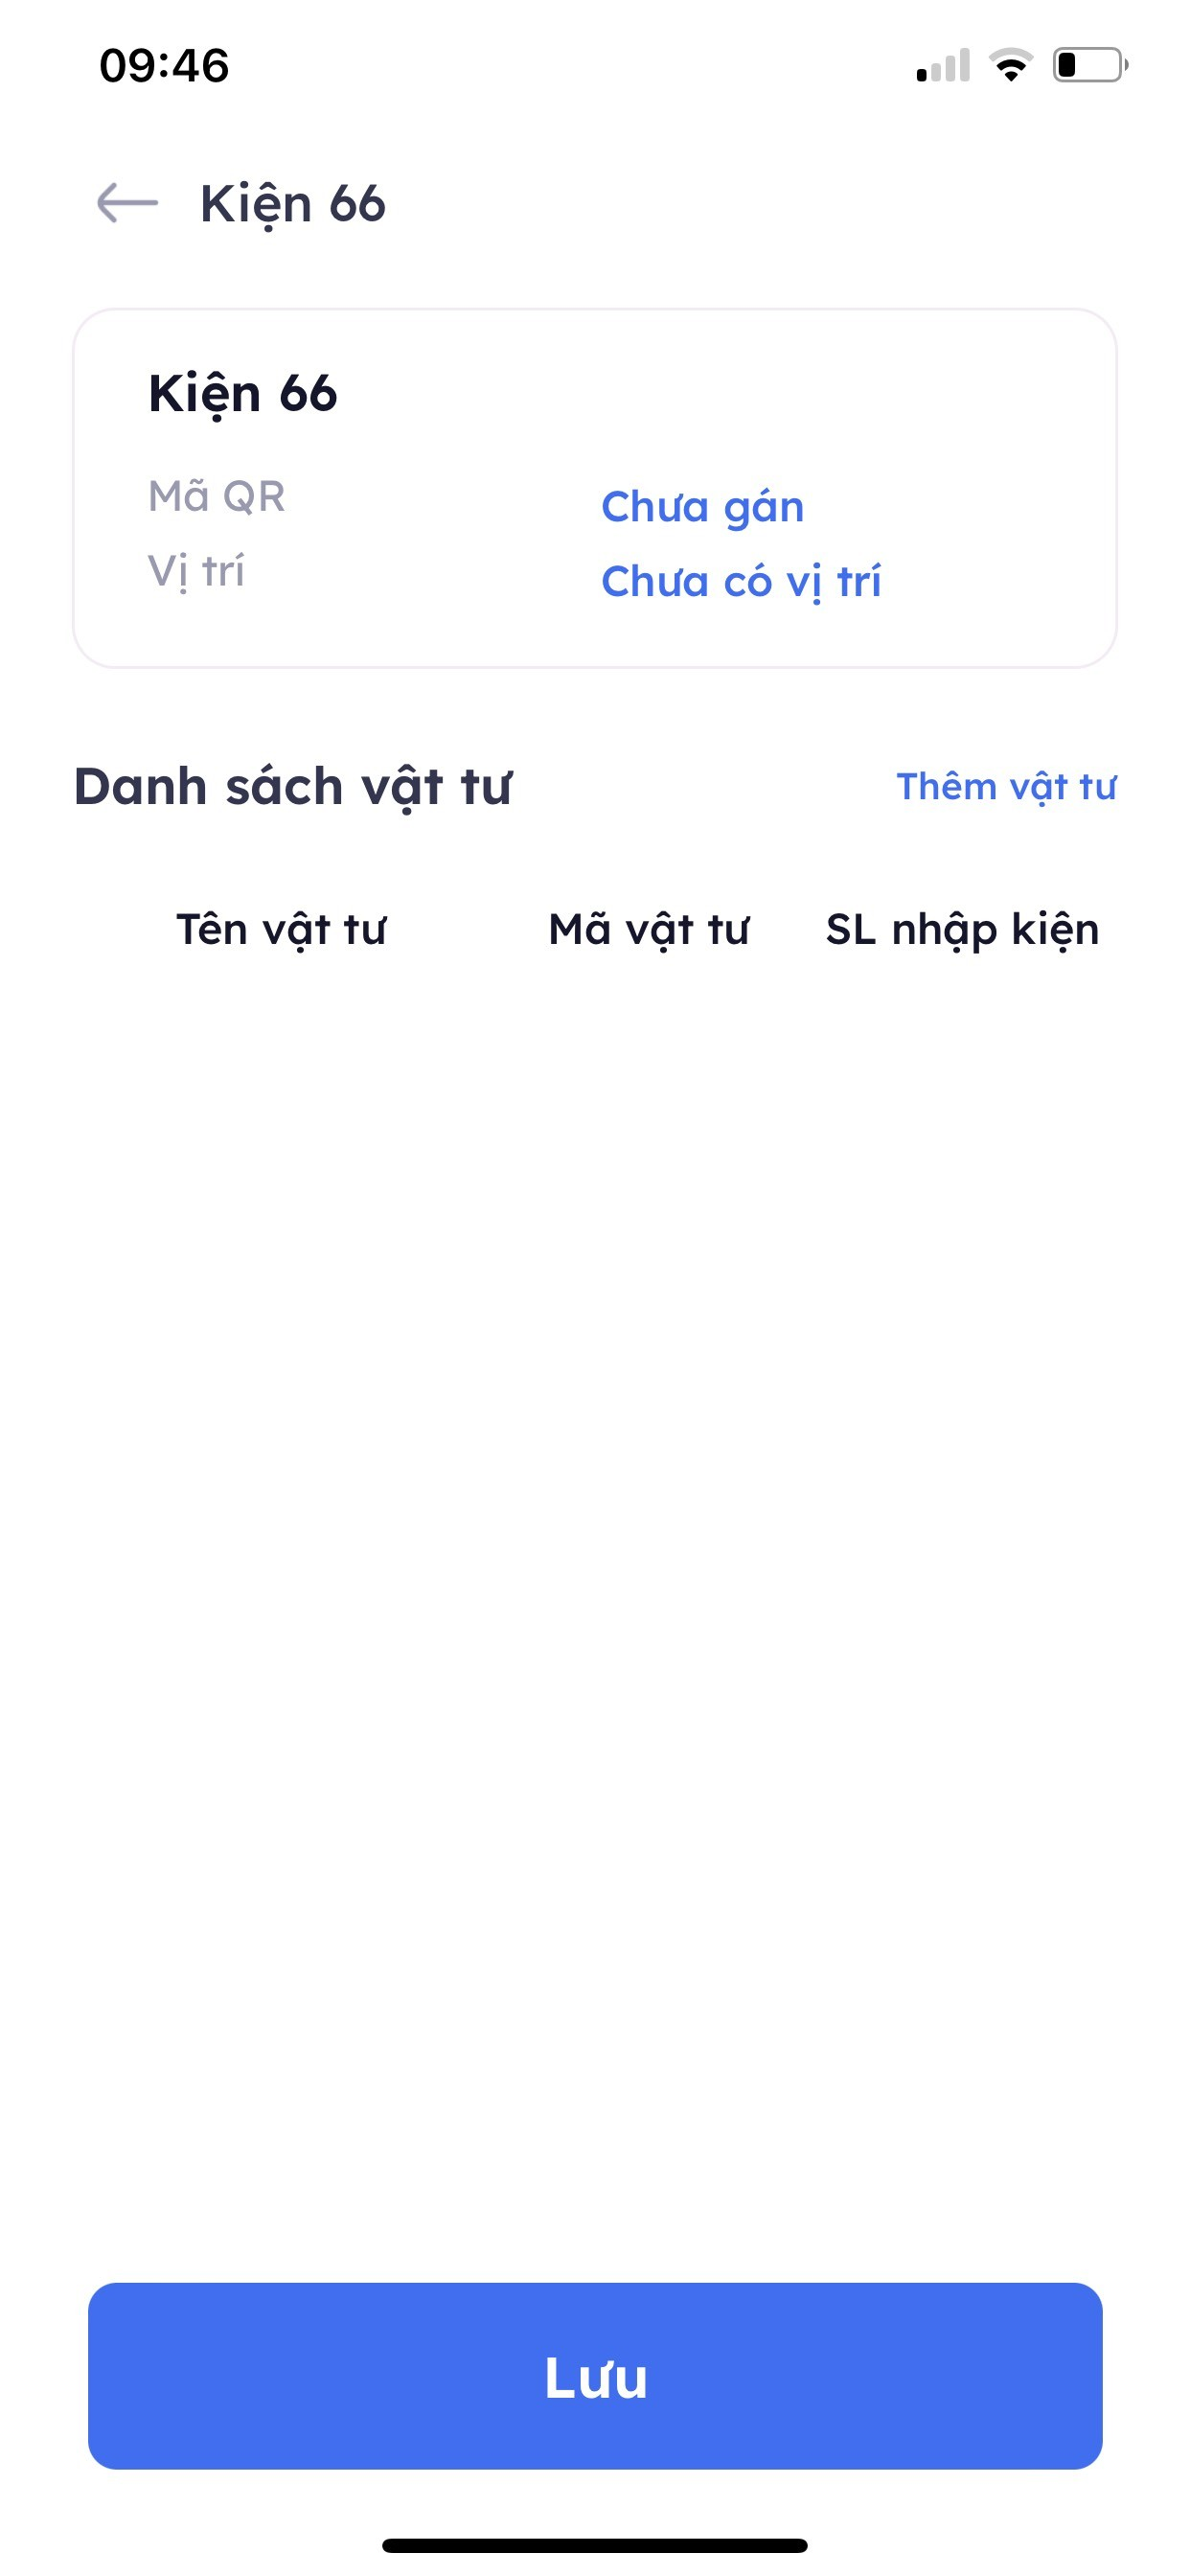 09:46
Kiện 66
Kiện 66
Mã QR
Chưa gán
Vị trí
Chưa có vị trí
Danh sách vật tư
Thêm vật tư
Tên vật tư
Mã vật tư
SL nhập kiện
Lưu